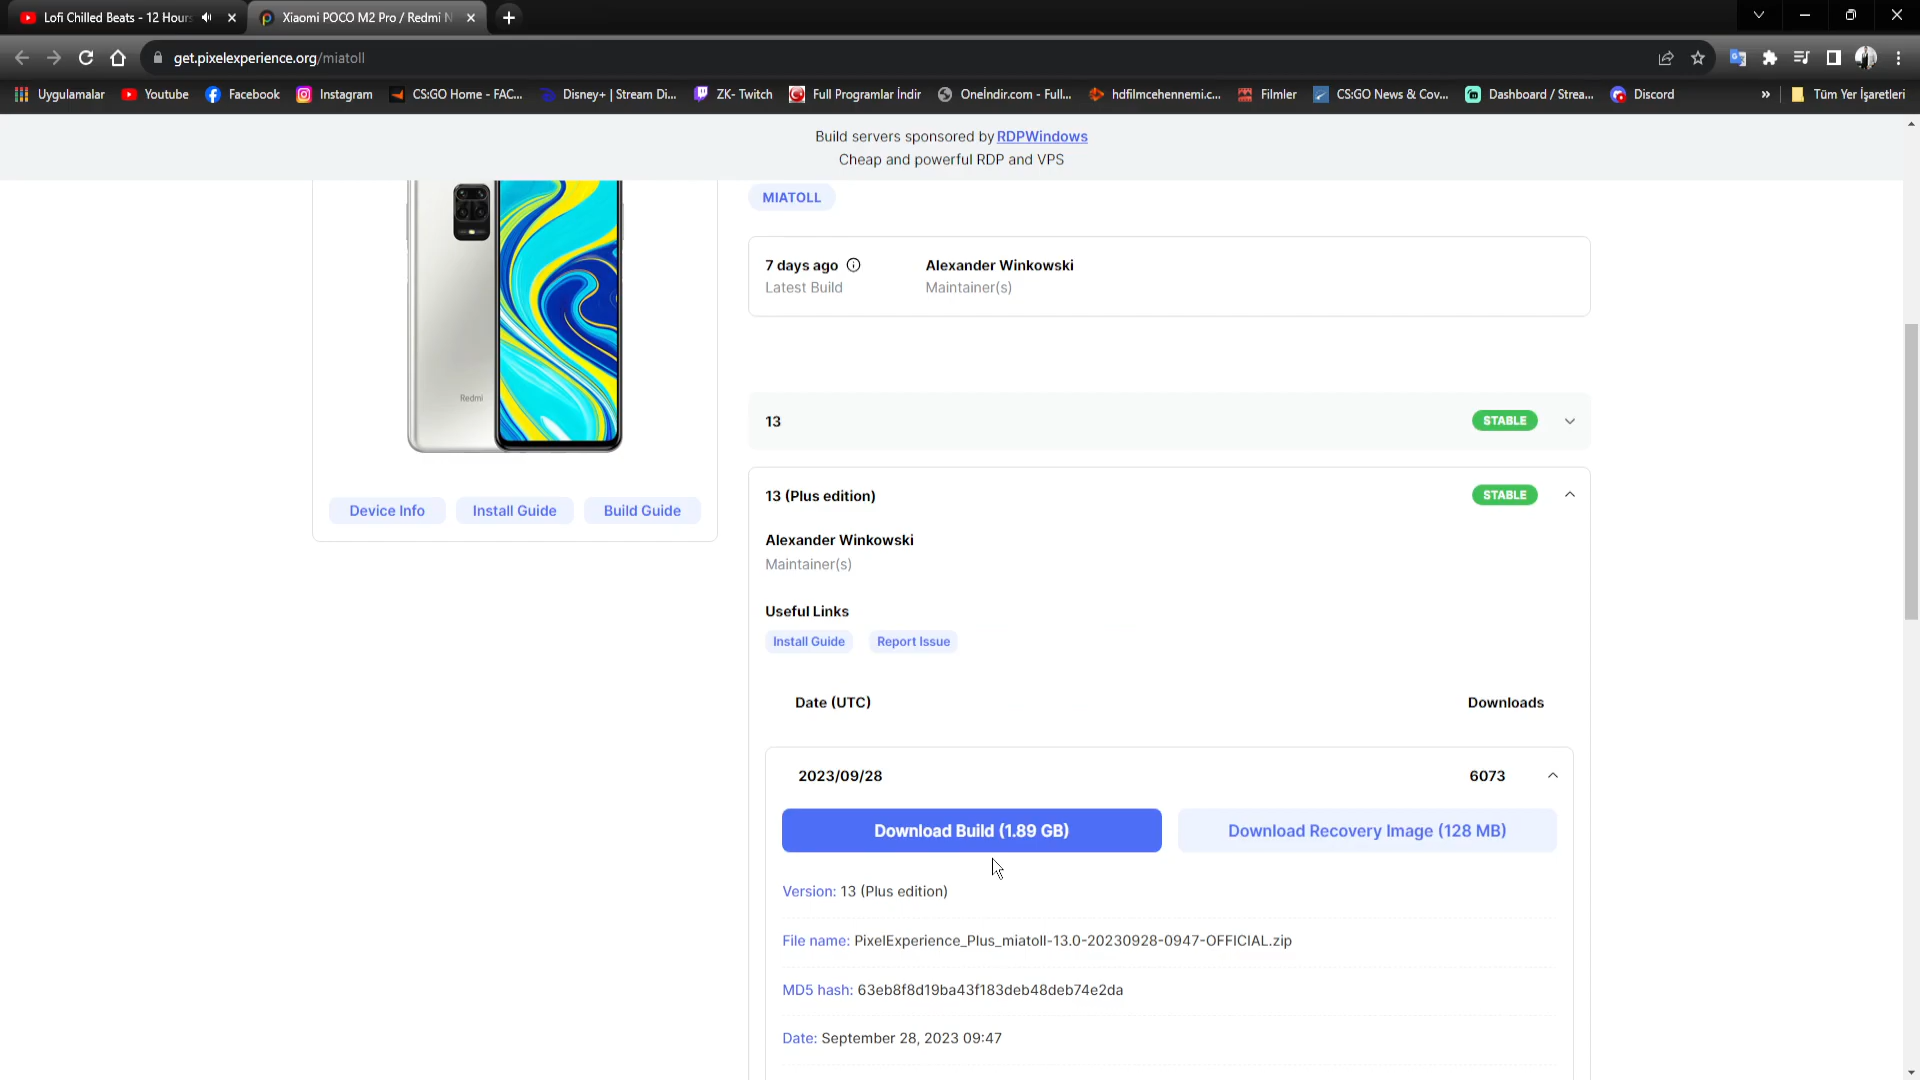 Lofi Chilled Beats - 12 Hours
Xiaomi POCO M2 Pro / Redmi N
get.pixelexperience.org/miatoll
Uygulamalar
Youtube
Facebook
Instagram
CS:GO Home - FAC...
Disney+ | Stream Di...
ZK- Twitch
Full Programlar İndir
Oneİndir.com - Full...
hdfilmcehennemi.c...
Filmler
CS:GO News & Cov...
Dashboard / Strea...
Discord
»
Tüm Yer İşaretleri
Build servers sponsored by RDPWindows
Cheap and powerful RDP and VPS
MIATOLL
7 days ago
Latest Build
Alexander Winkowski
Maintainer(s)
Redmi
Device Info
Install Guide
Build Guide
13
STABLE
13 (Plus edition)
STABLE
Alexander Winkowski
Maintainer(s)
Useful Links
Install Guide
Report Issue
Date (UTC)
Downloads
2023/09/28
6073
Download Build (1.89 GB)
Download Recovery Image (128 MB)
Version: 13 (Plus edition)
File name: PixelExperience_Plus_miatoll-13.0-20230928-0947-OFFICIAL.zip
MD5 hash: 63eb8f8d19ba43f183deb48deb74e2da
Date: September 28, 2023 09:47